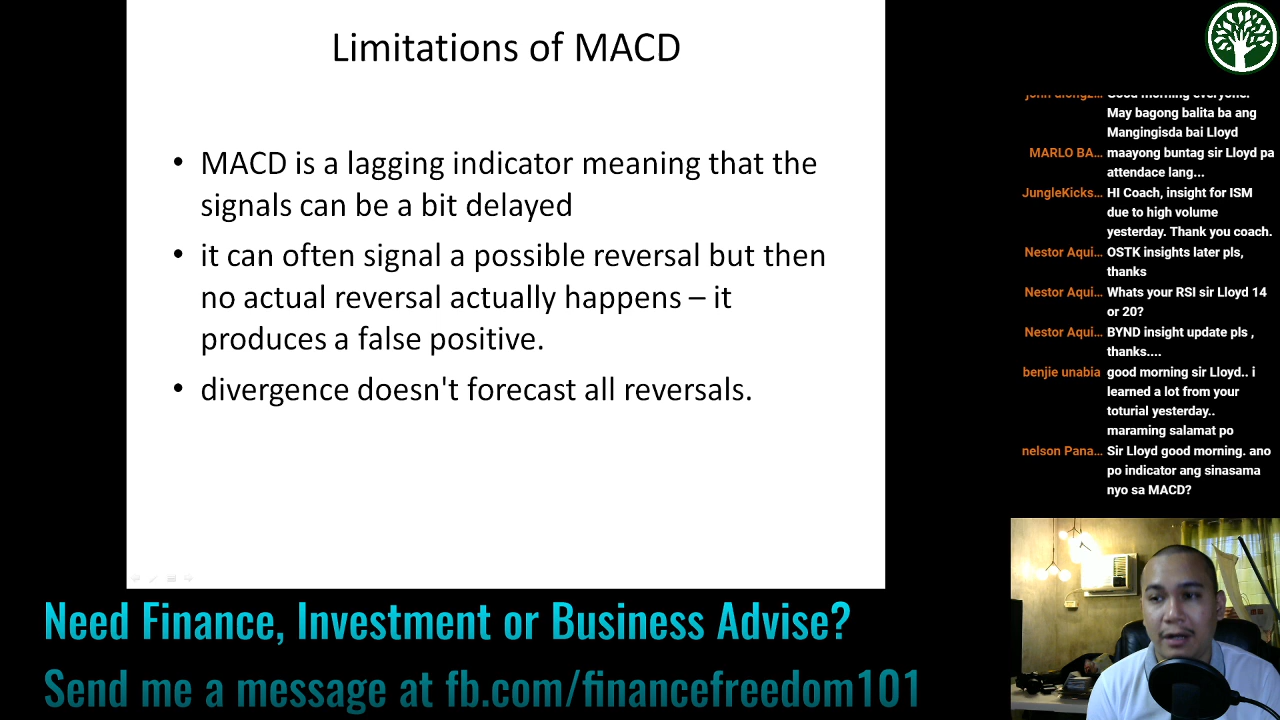 Limitations of MACD
• MACD is a lagging indicator meaning that the
signals can be a bit delayed
• it can often signal a possible reversal but then
no actual reversal actually happens – it
produces a false positive.
• divergence doesn't forecast all reversals.
Good morning everyone.
May bagong balita ba ang
Mangingisda bai Lloyd
MARLO BA... maayong buntag sir Lloyd pa
attendace lang...
JungleKicks... HI Coach, insight for ISM
due to high volume
yesterday. Thank you coach.
Nestor Aqui... OSTK insights later pls,
thanks
Nestor Aqui... Whats your RSI sir Lloyd 14
or 20?
Nestor Aqui... BYND insight update pls ,
thanks....
benjie unabia good morning sir Lloyd.. i
learned a lot from your
toturial yesterday..
maraming salamat po
nelson Pana... Sir Lloyd good morning. ano
po indicator ang sinasama
nyo sa MACD?
Need Finance, Investment or Business Advise?
Send me a message at fb.com/financefreedom101